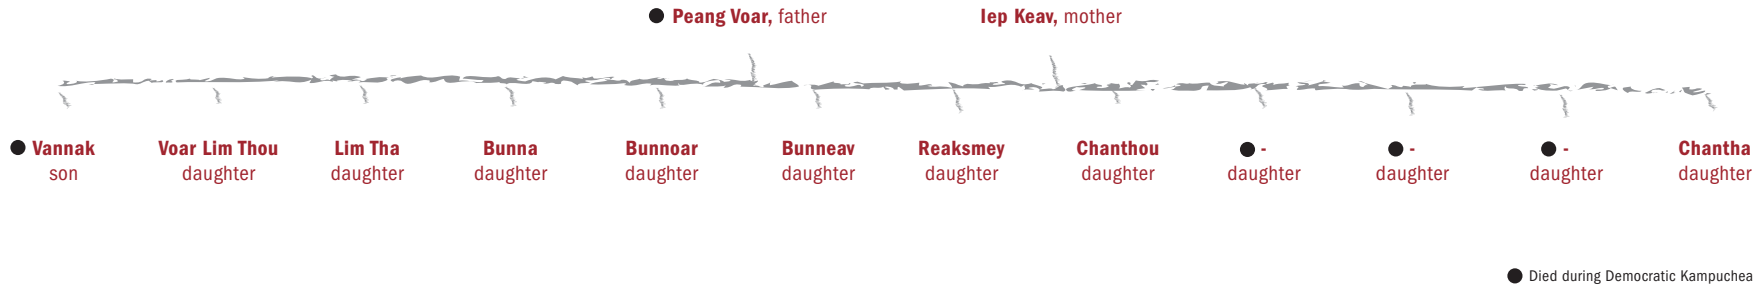 ● Peang Voar, father
Iep Keav, mother
● Vannak
son
Voar Lim Thou
daughter
Lim Tha
daughter
Bunna
daughter
Bunnoar
daughter
Bunneav
daughter
Reaksmey
daughter
Chanthou
daughter
● -
daughter
● -
daughter
● -
daughter
Chantha
daughter
● Died during Democratic Kampuchea